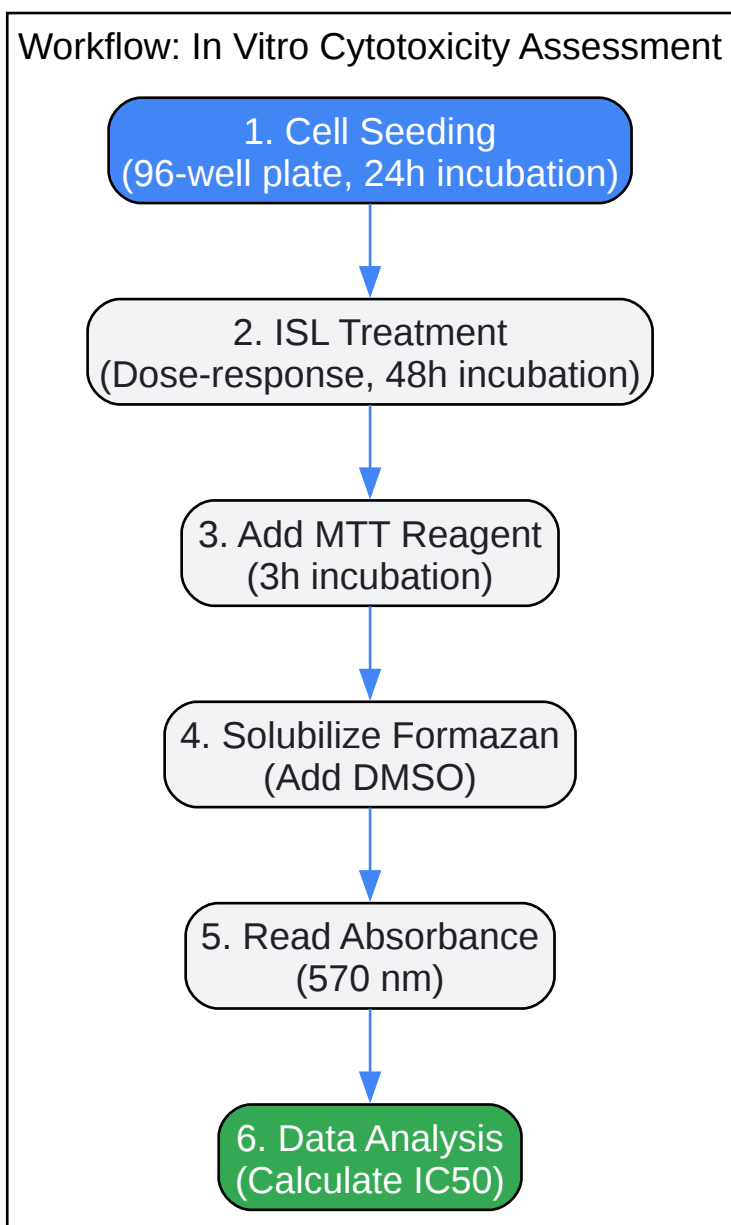 Workflow: In Vitro Cytotoxicity Assessment
1. Cell Seeding
(96-well plate, 24h incubation)
2. ISL Treatment
(Dose-response, 48h incubation)
3. Add MTT Reagent
(3h incubation)
4. Solubilize Formazan
(Add DMSO)
5. Read Absorbance
(570 nm)
6. Data Analysis
(Calculate IC50)